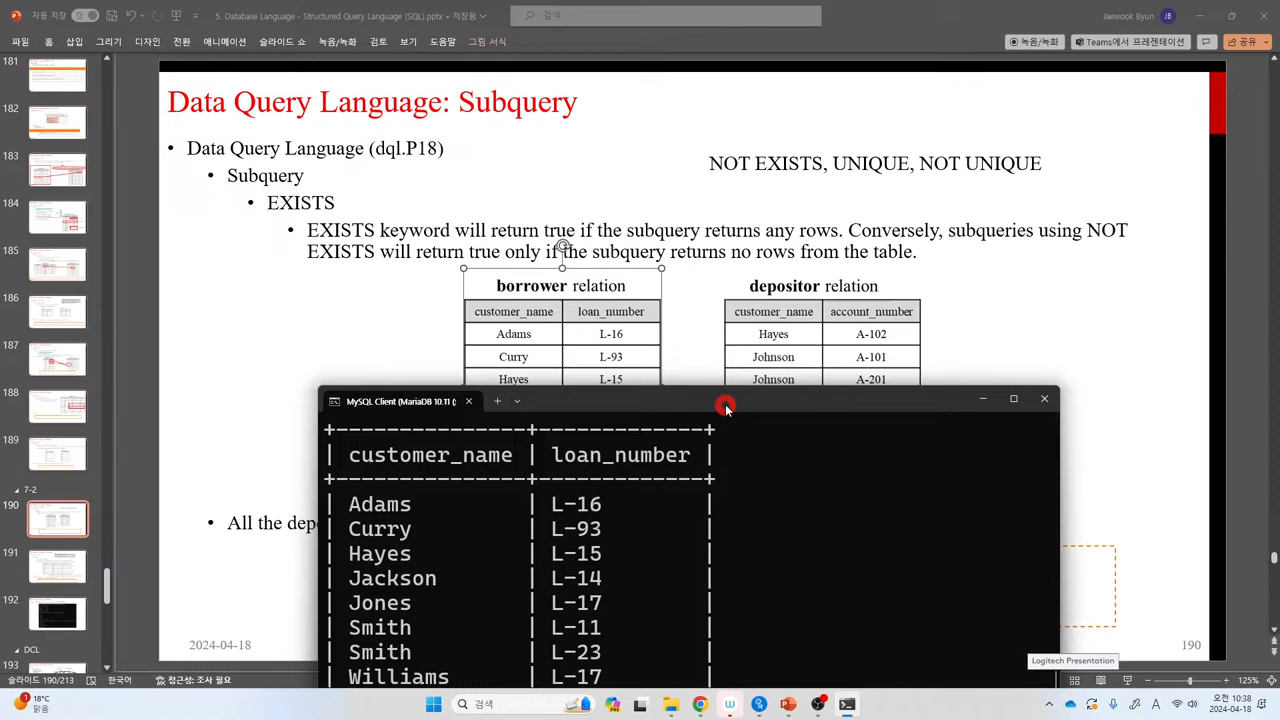 자동 저장
5. Database Language - Structured Query Language (SQL).pptx • 저장됨
Jaewook Byun
JB
파일
홈
삽입
그리기
디자인
전환
애니메이션
슬라이드 쇼
녹음/녹화
검토
보기
녹음/녹화
도움말
Acrobat
도형 서식
녹화
Teams에서 프레젠테이션
공유
182
184
186
187
188
7-2
191
192
DCL
Data Query Language: Subquery
• Data Query Language (dql.P18)
NOT EXISTS, UNIQUE, NOT UNIQUE
• Subquery
• EXISTS
• EXISTS keyword will return true if the subquery returns any rows. Conversely, subqueries using NOT
EXISTS will return true only if the subquery returns no rows from the table.
borrower relation
depositor relation
customer_name loan_number
customer_name account_number
Adams L-16
Hayes A-102
Curry L-93
Johnson A-101
Hayes L-15
Johnson A-201
• All the dep
2024-04-18
190
MySQL Client (MariaDB 10.11 (
customer_name | loan_number
Adams | L-16
Curry | L-93
Hayes | L-15
Jackson | L-14
Jones | L-17
Smith | L-11
Smith | L-23
Williams | L-17
Logitech Presentation
슬라이드 190/213
한국어
접근성: 조사 필요
125%
18°C
맑음
검색
오전 10:38
2024-04-18